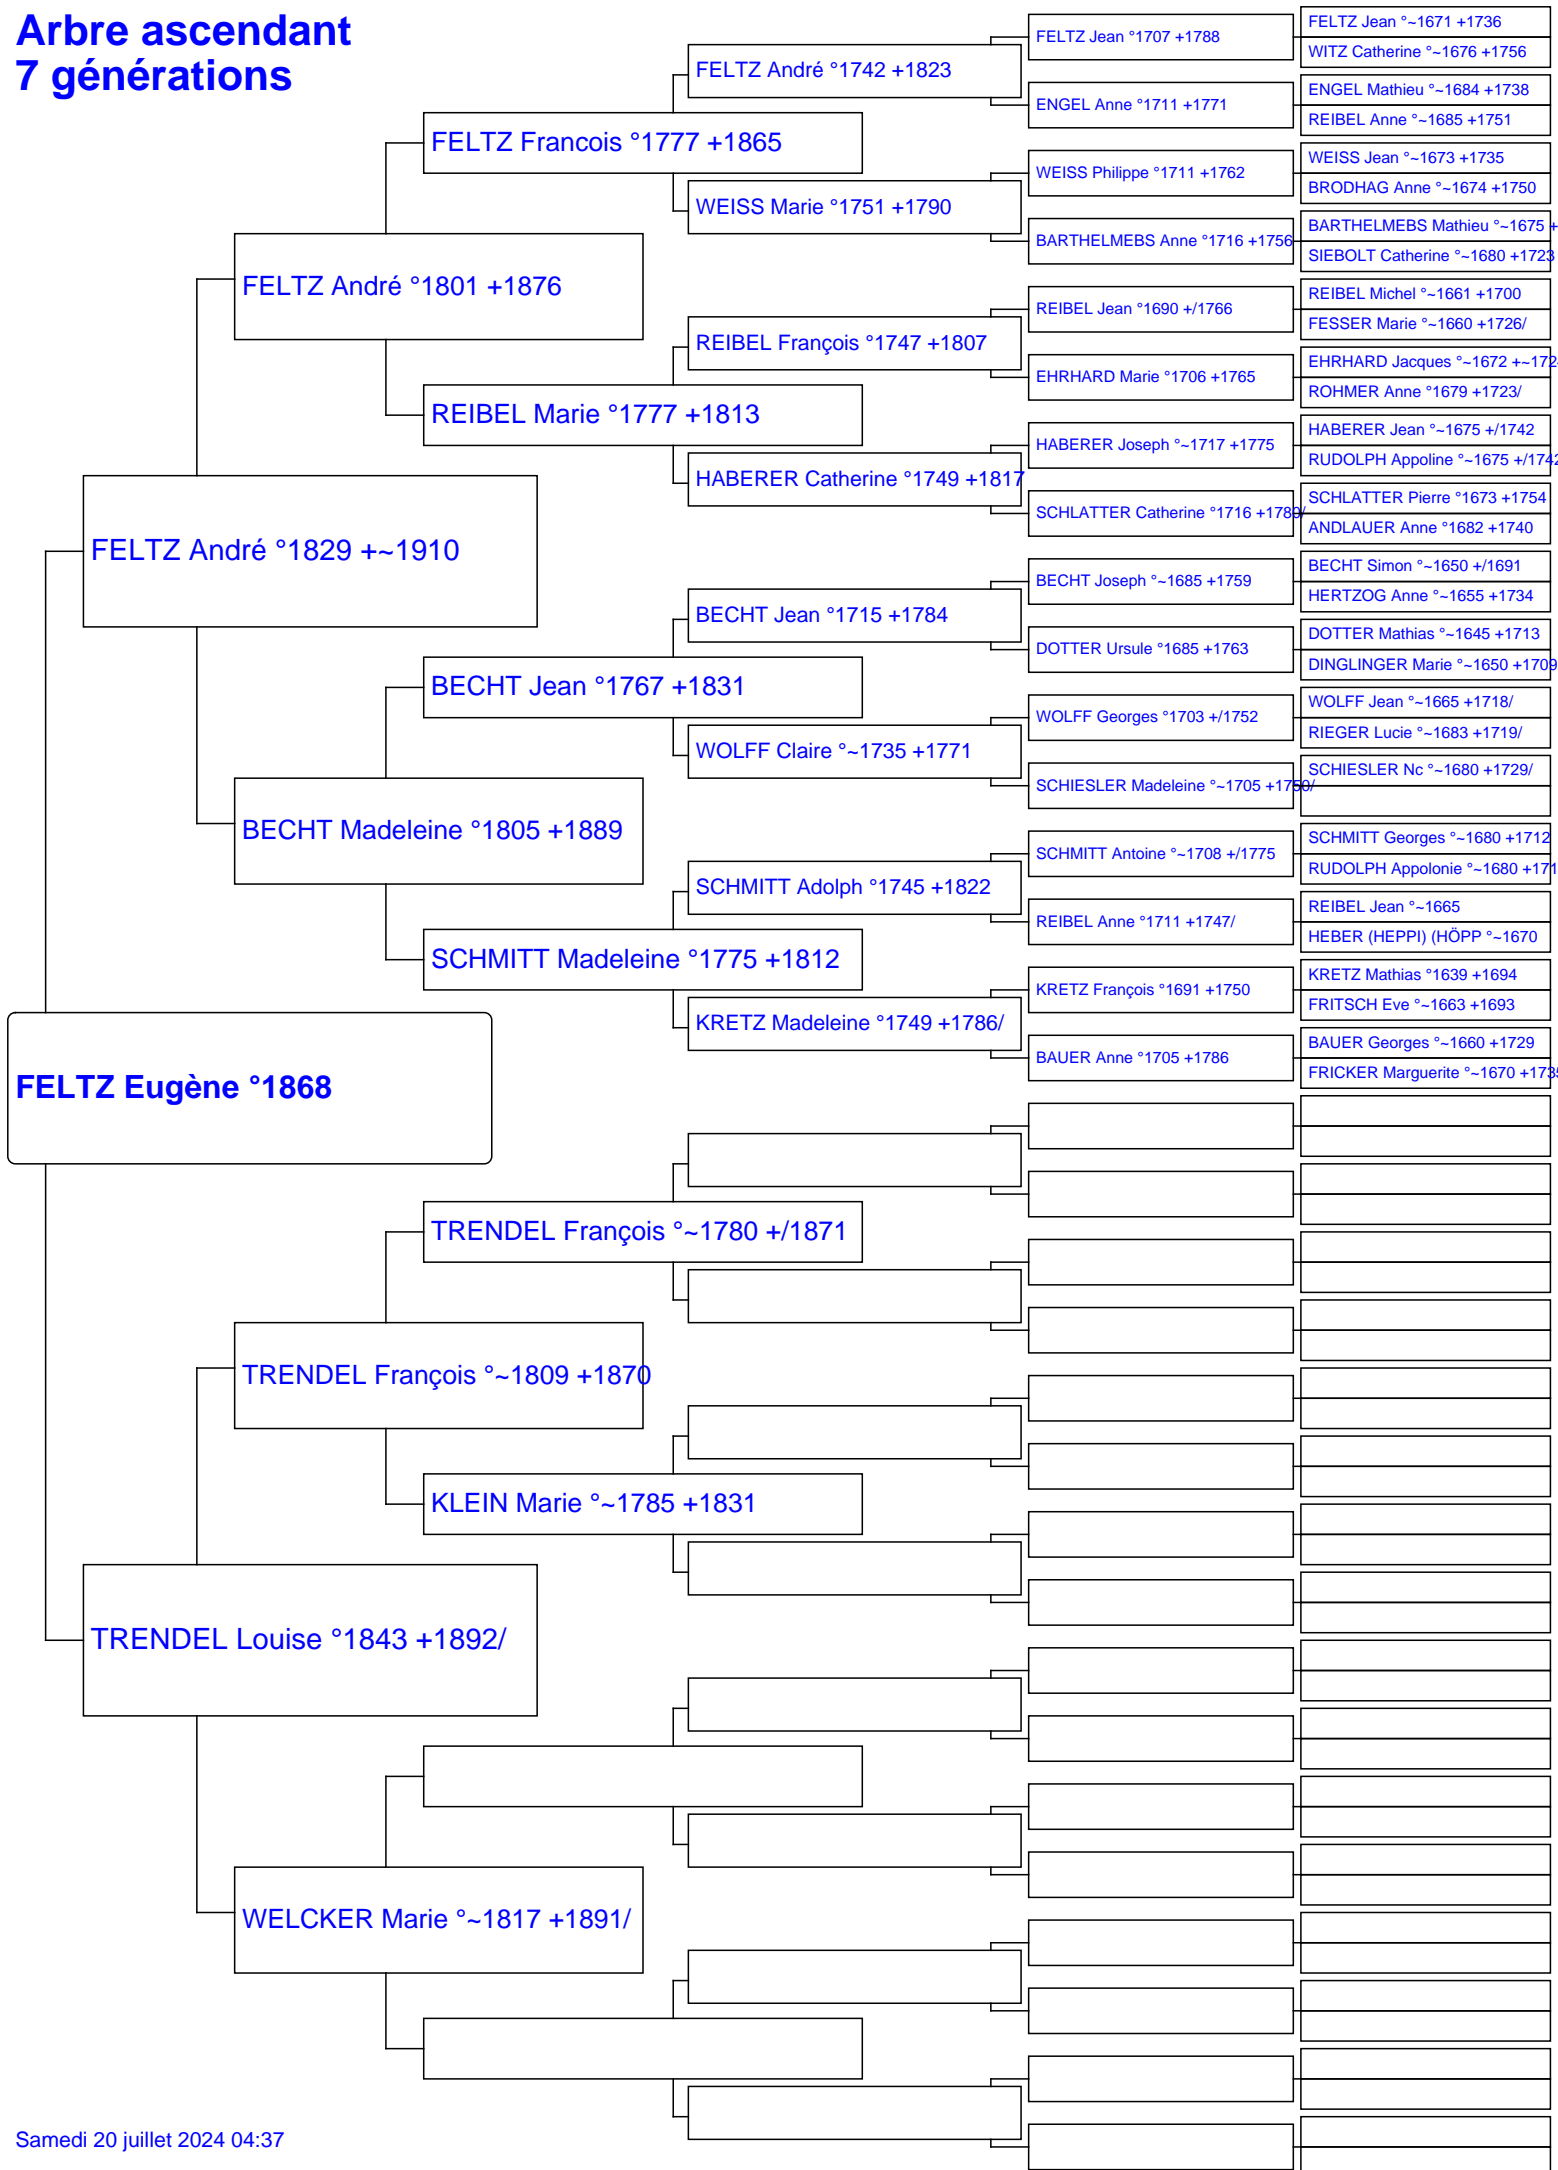 Arbre ascendant
7 générations
FELTZ Jean °~1671 +1736
FELTZ Jean °1707 +1788
WITZ Catherine °~1676 +1756
FELTZ André °1742 +1823
ENGEL Mathieu °~1684 +1738
ENGEL Anne °1711 +1771
REIBEL Anne °~1685 +1751
FELTZ Francois °1777 +1865
WEISS Jean °~1673 +1735
WEISS Philippe °1711 +1762
BRODHAG Anne °~1674 +1750
WEISS Marie °1751 +1790
BARTHELMEBS Mathieu °~1675 +
BARTHELMEBS Anne °1716 +1756
SIEBOLT Catherine °~1680 +1723
FELTZ André °1801 +1876
REIBEL Michel °~1661 +1700
REIBEL Jean °1690 +/1766
FESSER Marie °~1660 +1726/
REIBEL François °1747 +1807
EHRHARD Jacques °~1672 +~172
EHRHARD Marie °1706 +1765
ROHMER Anne °1679 +1723/
REIBEL Marie °1777 +1813
HABERER Jean °~1675 +/1742
HABERER Joseph °~1717 +1775
RUDOLPH Appoline °~1675 +/1742
HABERER Catherine °1749 +1817
SCHLATTER Pierre °1673 +1754
SCHLATTER Catherine °1716 +1780/
ANDLAUER Anne °1682 +1740
FELTZ André °1829 +~1910
BECHT Simon °~1650 +/1691
BECHT Joseph °~1685 +1759
HERTZOG Anne °~1655 +1734
BECHT Jean °1715 +1784
DOTTER Mathias °~1645 +1713
DOTTER Ursule °1685 +1763
DINGLINGER Marie °~1650 +1709
BECHT Jean °1767 +1831
WOLFF Jean °~1665 +1718/
WOLFF Georges °1703 +/1752
RIEGER Lucie °~1683 +1719/
WOLFF Claire °~1735 +1771
SCHIESLER Nc °~1680 +1729/
SCHIESLER Madeleine °~1705 +1750/
BECHT Madeleine °1805 +1889
SCHMITT Georges °~1680 +1712
SCHMITT Antoine °~1708 +/1775
RUDOLPH Appolonie °~1680 +171
SCHMITT Adolph °1745 +1822
REIBEL Jean °~1665
REIBEL Anne °1711 +1747/
HEBER (HEPPI) (HÖPP °~1670
SCHMITT Madeleine °1775 +1812
KRETZ Mathias °1639 +1694
KRETZ François °1691 +1750
FRITSCH Eve °~1663 +1693
KRETZ Madeleine °1749 +1786/
BAUER Georges °~1660 +1729
BAUER Anne °1705 +1786
FRICKER Marguerite °~1670 +1735
FELTZ Eugène °1868
TRENDEL François °~1780 +/1871
TRENDEL François °~1809 +1870
KLEIN Marie °~1785 +1831
TRENDEL Louise °1843 +1892/
WELCKER Marie °~1817 +1891/
Samedi 20 juillet 2024 04:37